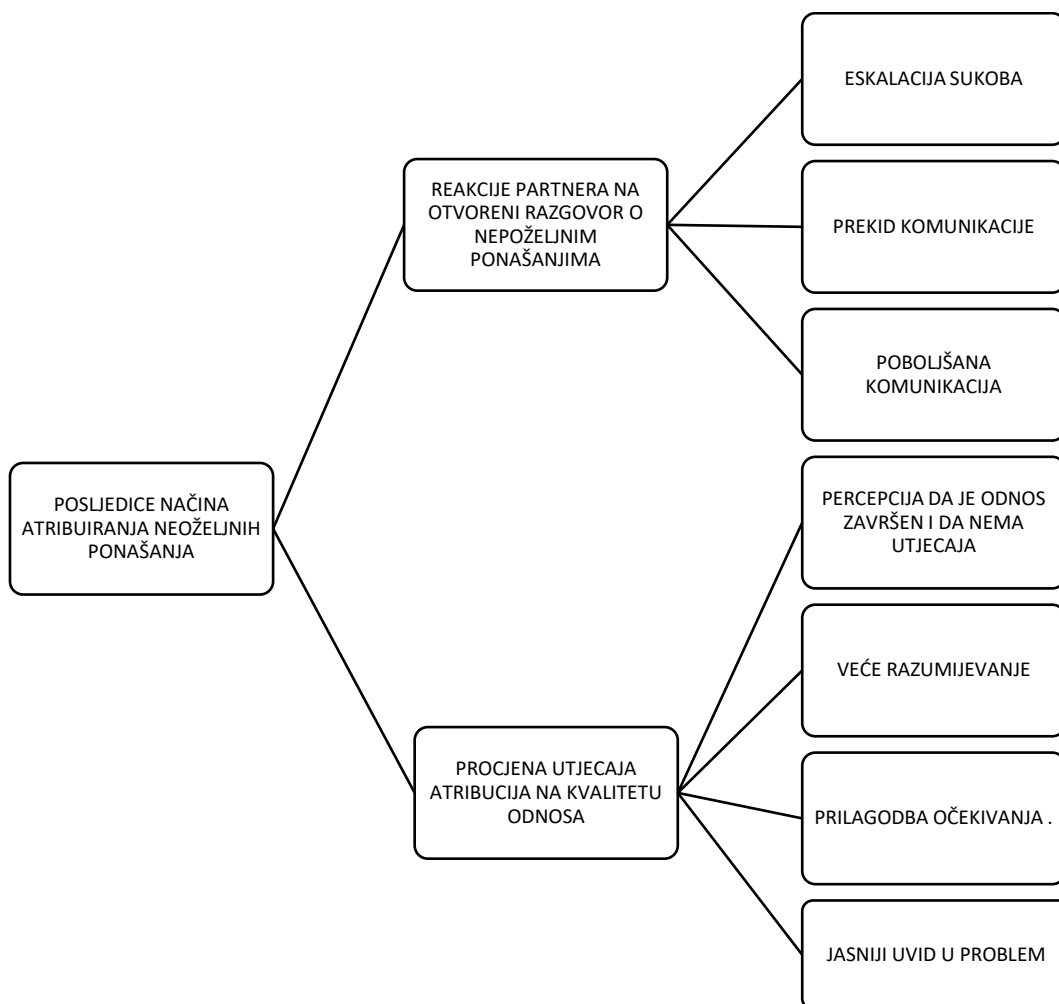 ESKALACIJA SUKOBA
REAKCIJE PARTNERA NA
OTVORENI RAZGOVOR O
NEPOŽELJNIM
PONAŠANJIMA
PREKID KOMUNIKACIJE
POBOLJŠANA
KOMUNIKACIJA
POSLJEDICE NAČINA
ATRIBUIRANJA NEOŽELJNIH
PONAŠANJA
PERCEPCIJA DA JE ODNOS
ZAVRŠEN I DA NEMA
UTJECAJA
VEĆE RAZUMIJEVANJE
PROCJENA UTJECAJA
ATRIBUCIJA NA KVALITETU
ODNOSA
PRILAGODBA OČEKIVANJA .
JASNIJI UVID U PROBLEM